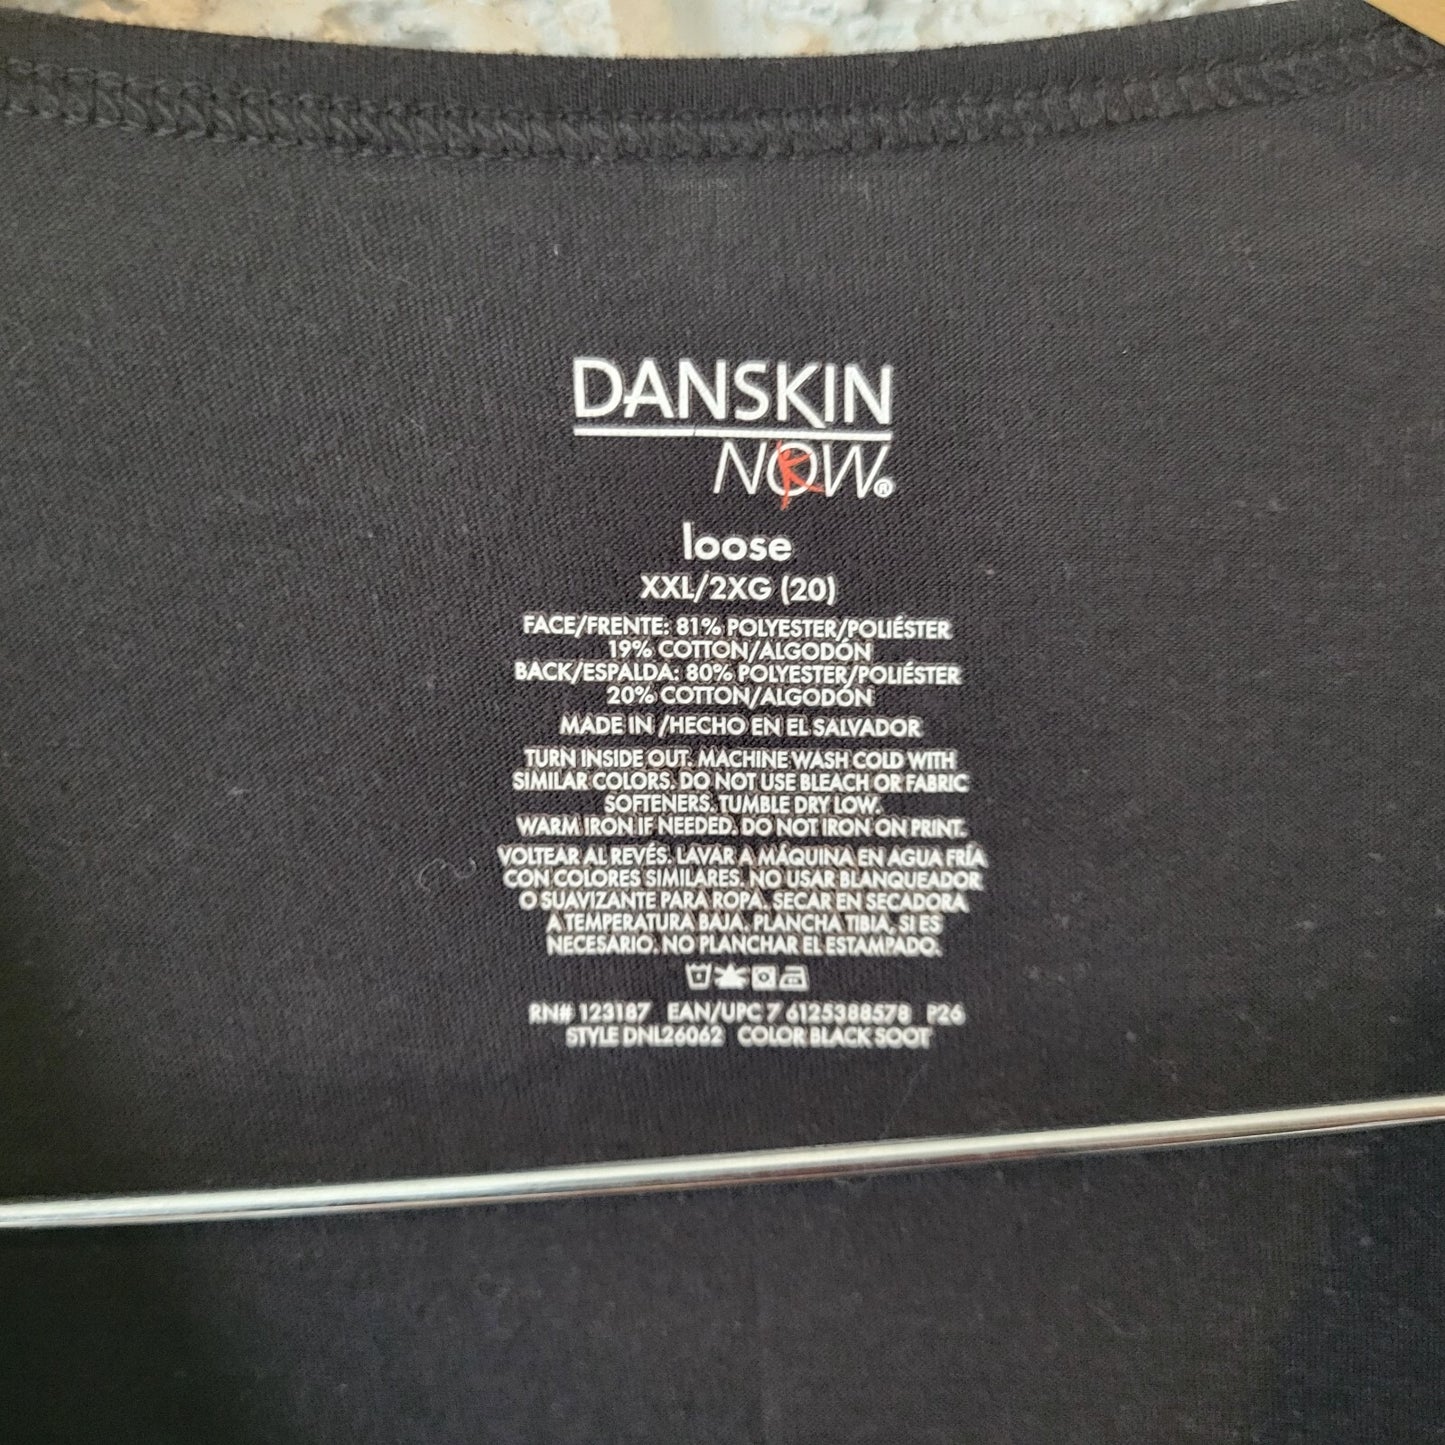 DANSKIN
NOW®
loose
XXL/2XG (20)
FACE/FRENTE: 81% POLYESTER/POLIÉSTER
19% COTTON/ALGODÓN
BACK/ESPALDA: 80% POLYESTER/POLIÉSTER
20% COTTON/ALGODÓN
MADE IN /HECHO EN EL SALVADOR
TURN INSIDE OUT. MACHINE WASH COLD WITH
SIMILAR COLORS. DO NOT USE BLEACH OR FABRIC
SOFTENERS. TUMBLE DRY LOW.
WARM IRON IF NEEDED. DO NOT IRON ON PRINT.
VOLTEAR AL REVÉS. LAVAR A MÁQUINA EN AGUA FRÍA
CON COLORES SIMILARES. NO USAR BLANQUEADOR
O SUAVIZANTE PARA ROPA. SECAR EN SECADORA
A TEMPERATURA BAJA. PLANCHA TIBIA, SI ES
NECESARIO. NO PLANCHAR EL ESTAMPADO.
RN# 123187 EAN/UPC 7 6125388578 P26
STYLE DNL26062 COLOR BLACK SOOT